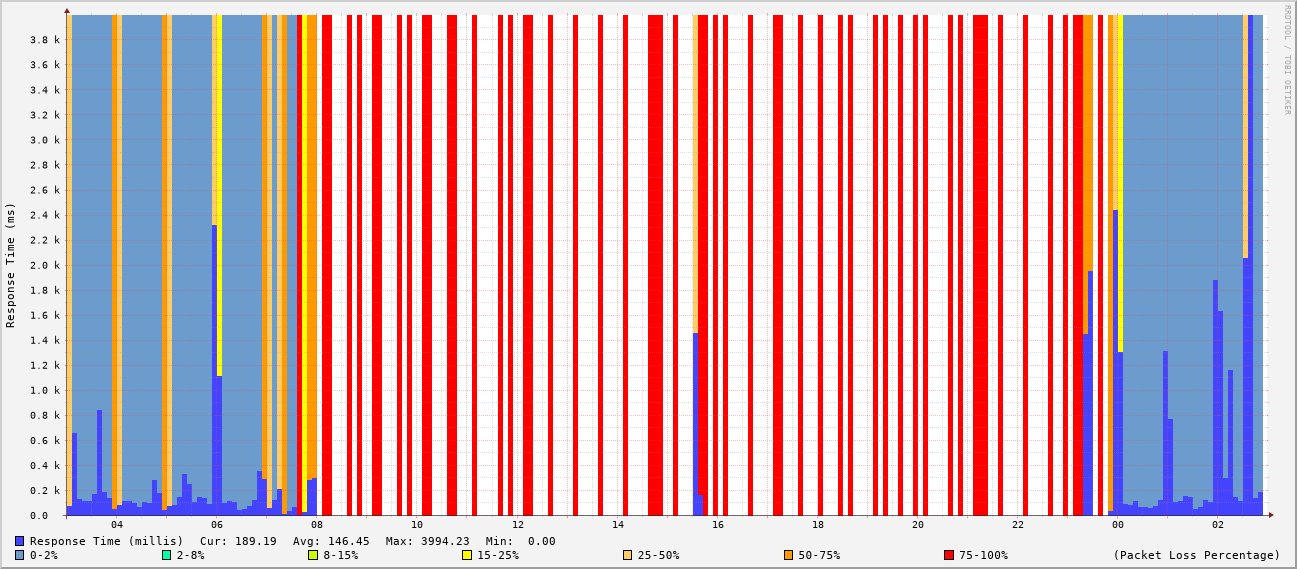 RRDTOOL / TOBI OETIKER
Response Time (ms)
3.8 k
3.6 k
3.4 k
3.2 k
3.0 k
2.8 k
2.6 k
2.4 k
2.2 k
2.0 k
1.8 k
1.6 k
1.4 k
1.2 k
1.0 k
0.8 k
0.6 k
0.4 k
0.2 k
0.0
04 06 08 10 12 14 16 18 20 22 00 02
Response Time (millis) Cur: 189.19 Avg: 146.45 Max: 3994.23 Min: 0.00
0-2% 2-8% 8-15% 15-25% 25-50% 50-75% 75-100% (Packet Loss Percentage)